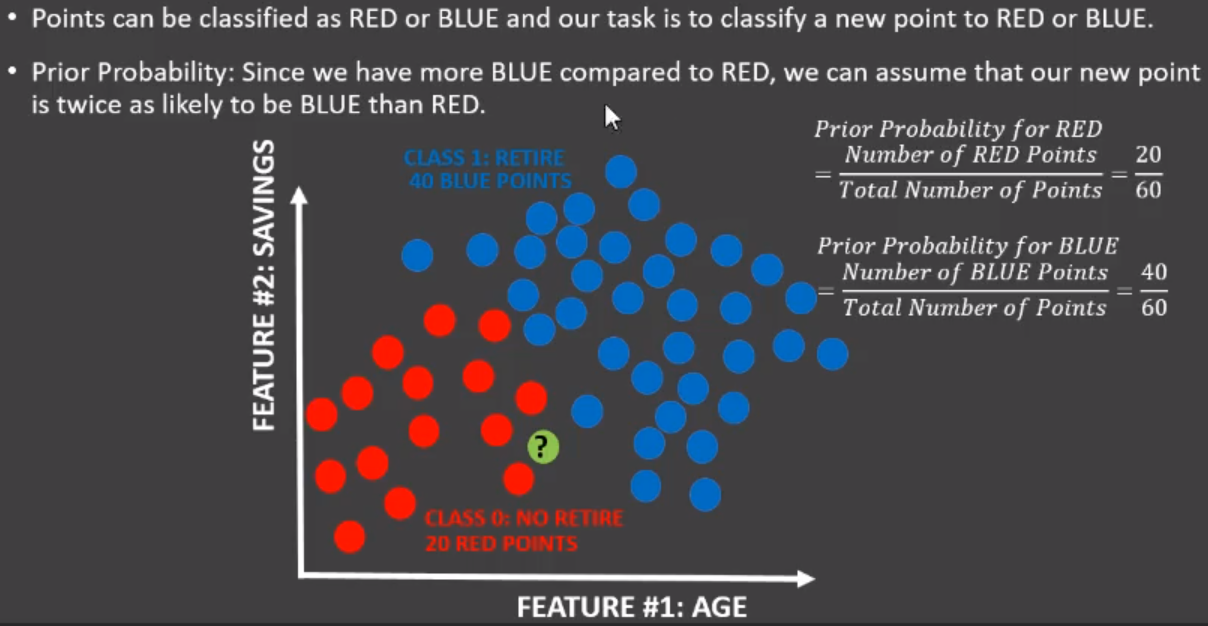 • Points can be classified as RED or BLUE and our task is to classify a new point to RED or BLUE.
• Prior Probability: Since we have more BLUE compared to RED, we can assume that our new point
is twice as likely to be BLUE than RED.
CLASS 1: RETIRE
40 BLUE POINTS
Prior Probability for RED
= Number of RED Points / Total Number of Points = 20 / 60
Prior Probability for BLUE
= Number of BLUE Points / Total Number of Points = 40 / 60
FEATURE #2: SAVINGS
?
CLASS 0: NO RETIRE
20 RED POINTS
FEATURE #1: AGE